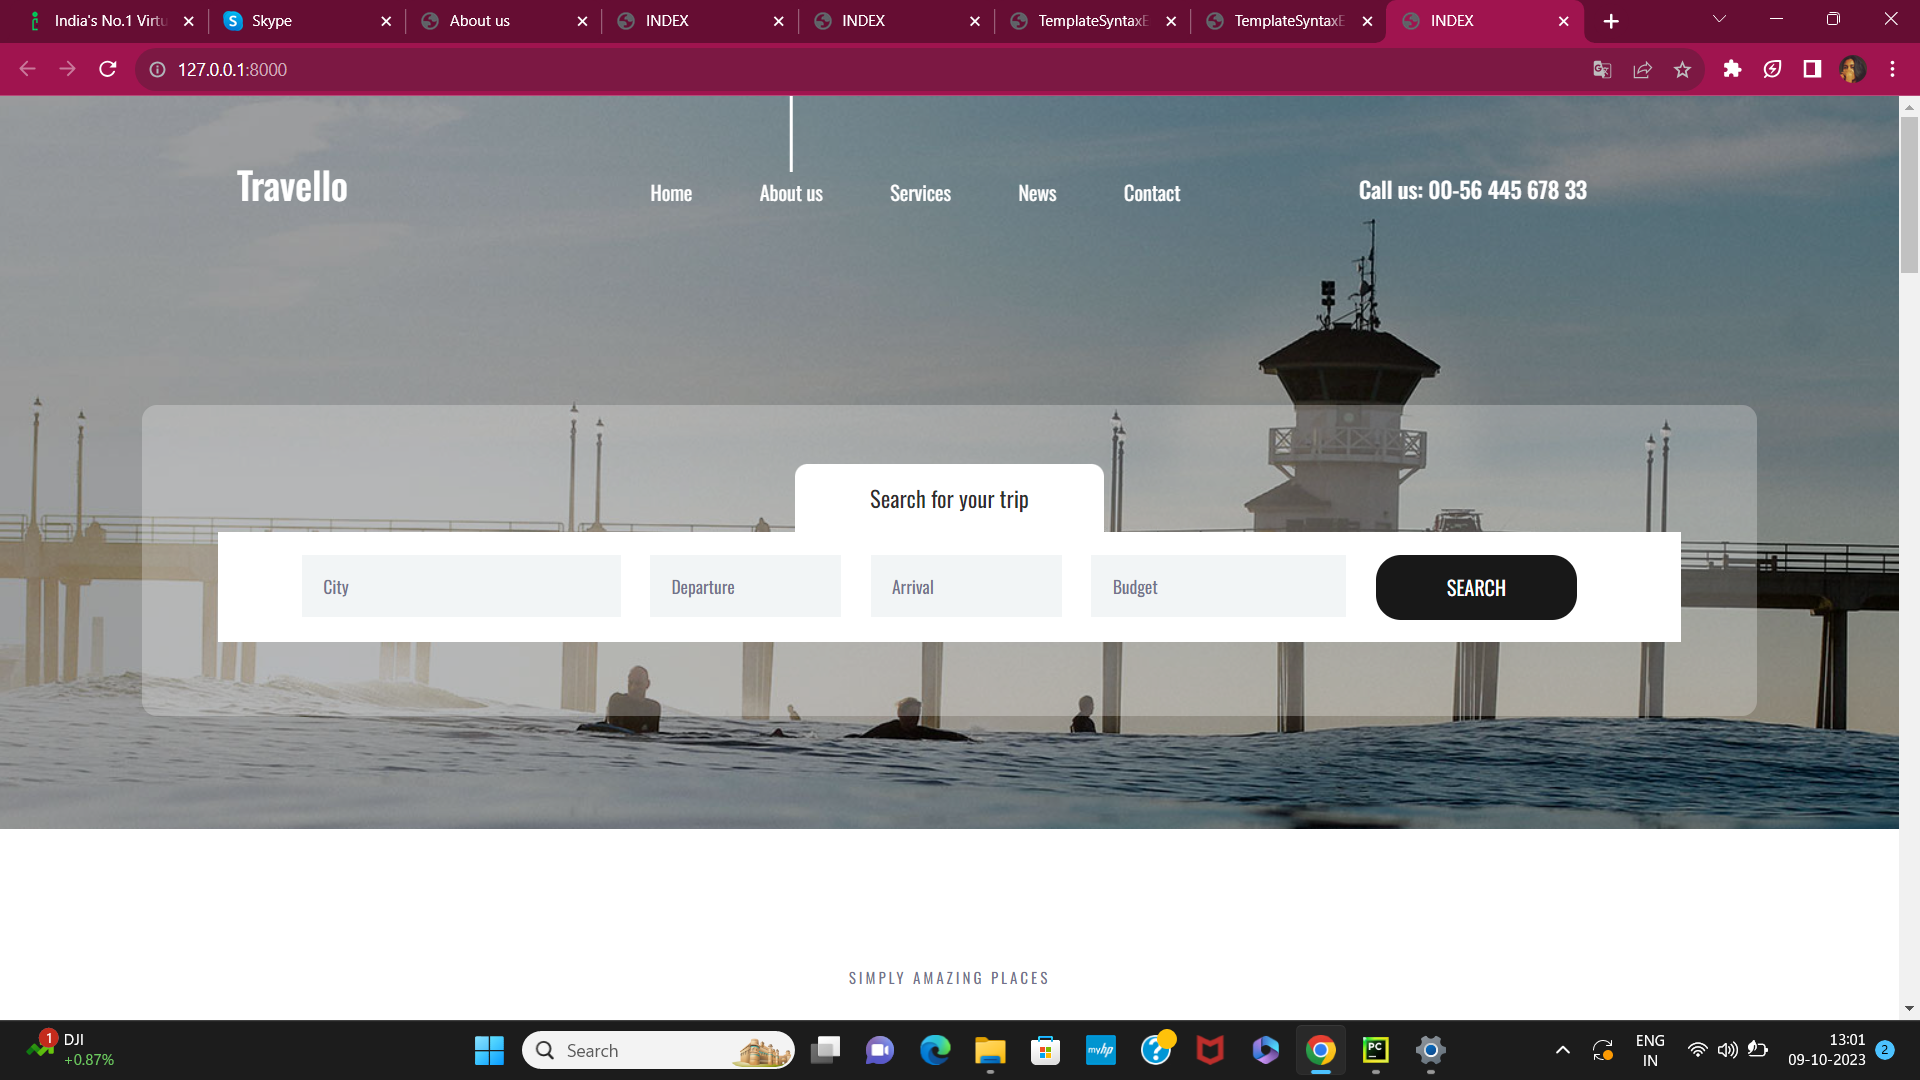 India's No.1 Virtu
Skype
About us
INDEX
INDEX
TemplateSyntaxE
TemplateSyntaxE
INDEX
127.0.0.1:8000
Travello
Home
About us
Services
News
Contact
Call us: 00-56 445 678 33
Search for your trip
City
Departure
Arrival
Budget
SEARCH
SIMPLY AMAZING PLACES
1
DJI
+0.87%
Search
myhp
PC
ENG
IN
13:01
09-10-2023
2